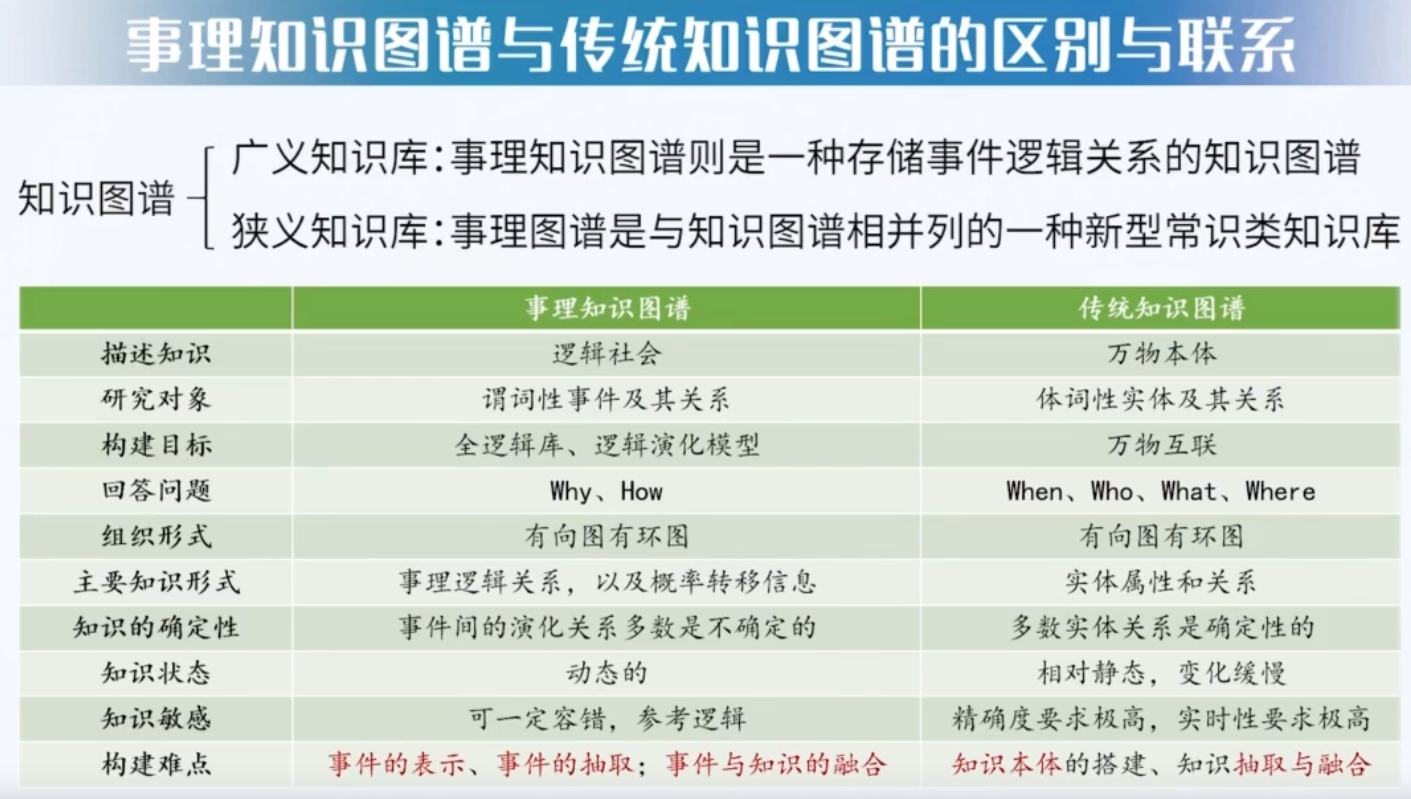 事理知识图谱与传统知识图谱的区别与联系
广义知识库:事理知识图谱则是一种存储事件逻辑关系的知识图谱
知识图谱
狭义知识库:事理图谱是与知识图谱相并列的一种新型常识类知识库
事理知识图谱 传统知识图谱
描述知识 逻辑社会 万物本体
研究对象 谓词性事件及其关系 体词性实体及其关系
构建目标 全逻辑库、逻辑演化模型 万物互联
回答问题 Why、How When、Who、What、Where
组织形式 有向图有环图 有向图有环图
主要知识形式 事理逻辑关系，以及概率转移信息 实体属性和关系
知识的确定性 事件间的演化关系多数是不确定的 多数实体关系是确定性的
知识状态 动态的 相对静态，变化缓慢
知识敏感 可一定容错，参考逻辑 精确度要求极高，实时性要求极高
构建难点 事件的表示、事件的抽取；事件与知识的融合 知识本体的搭建、知识抽取与融合